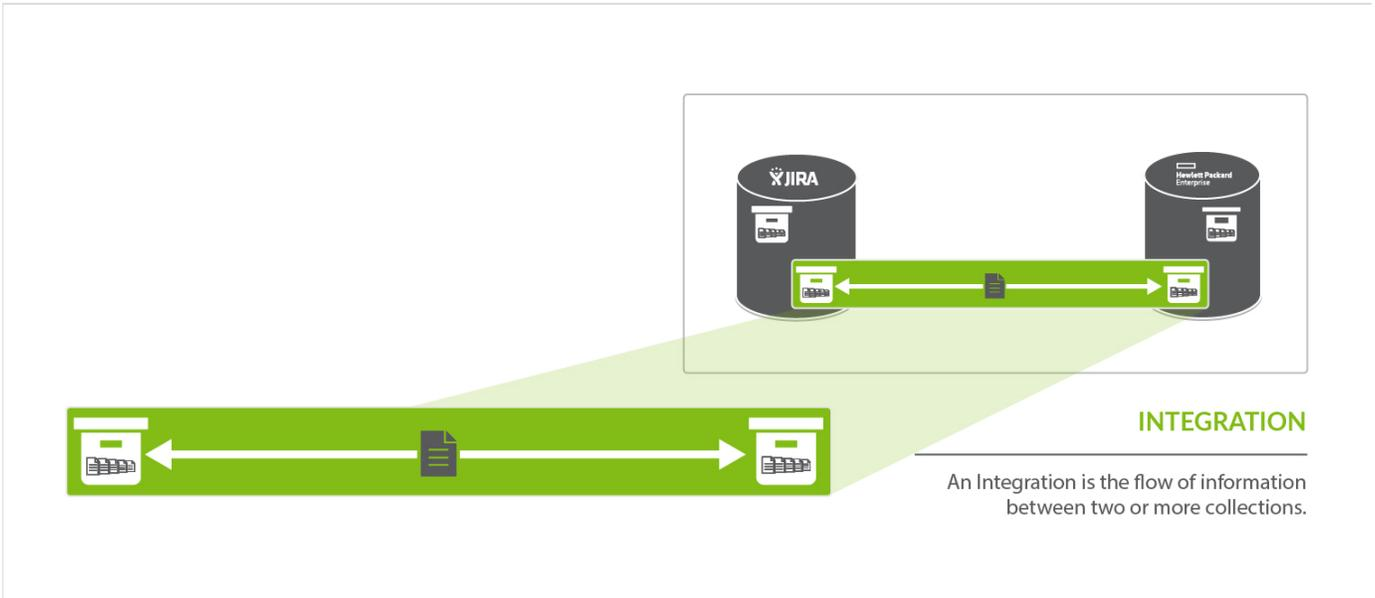 JIRA
Hewlett Packard
Enterprise
INTEGRATION
An Integration is the flow of information
between two or more collections.